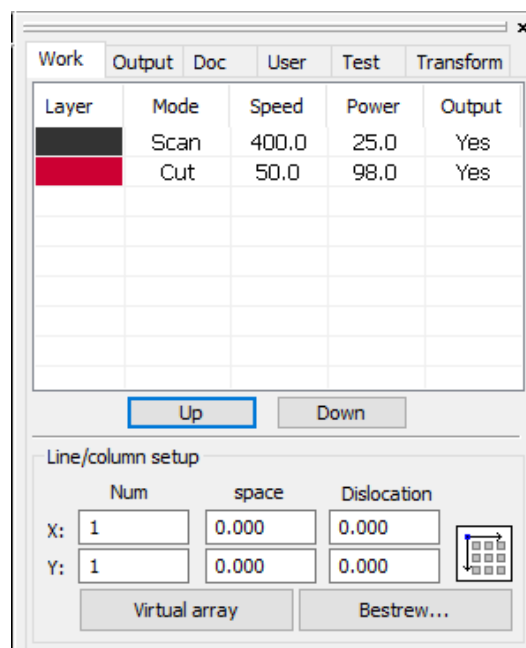 x
Work Output Doc User Test Transform
Layer Mode Speed Power Output
Scan 400.0 25.0 Yes
Cut 50.0 98.0 Yes
Up Down
Line/column setup
Num space Dislocation
X: 1 0.000 0.000
Y: 1 0.000 0.000
Virtual array Bestrew...